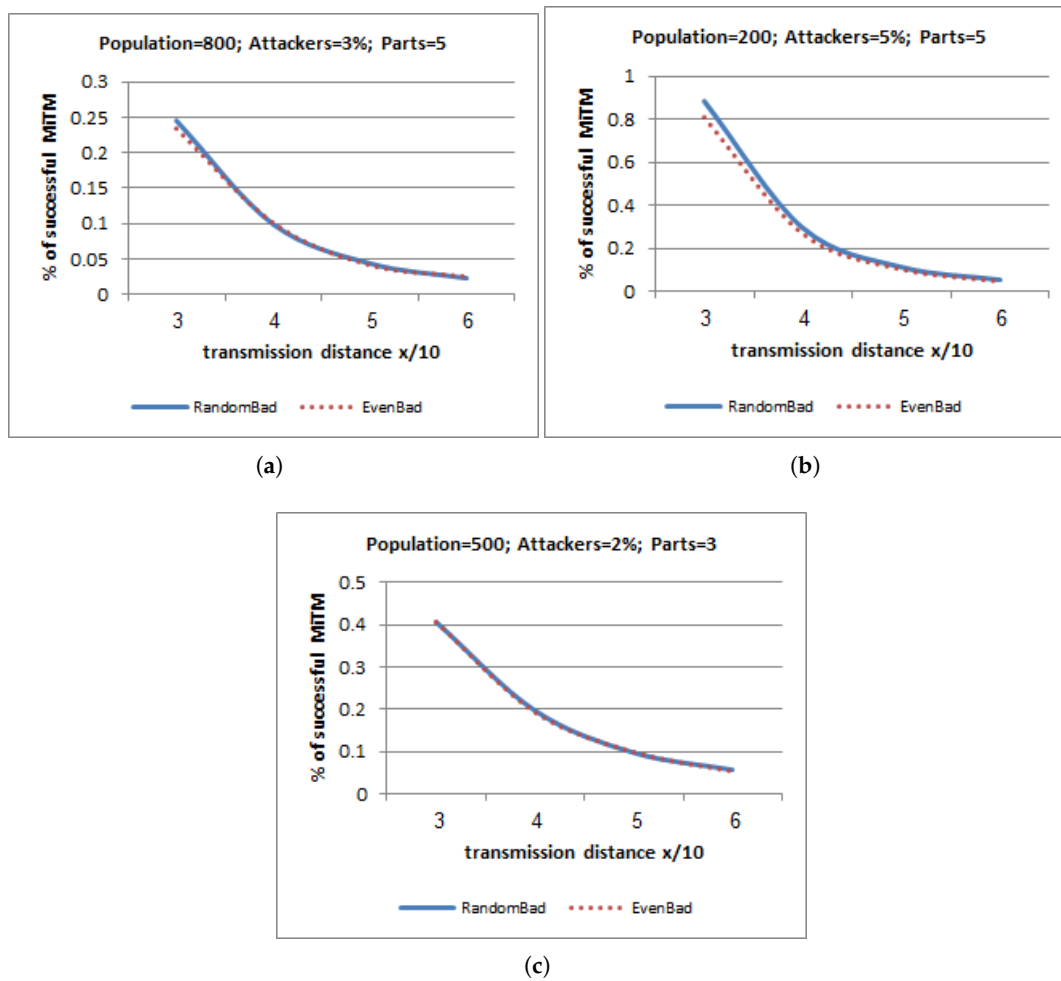 Population=800; Attackers=3%; Parts=5
% of successful MiTM
0.3
0.25
0.2
0.15
0.1
0.05
0
3 4 5 6
transmission distance x/10
RandomBad EvenBad
(a)
Population=200; Attackers=5%; Parts=5
% of successful MiTM
1
0.8
0.6
0.4
0.2
0
3 4 5 6
transmission distance x/10
RandomBad EvenBad
(b)
Population=500; Attackers=2%; Parts=3
% of successful MiTM
0.5
0.4
0.3
0.2
0.1
0
3 4 5 6
transmission distance x/10
RandomBad EvenBad
(c)